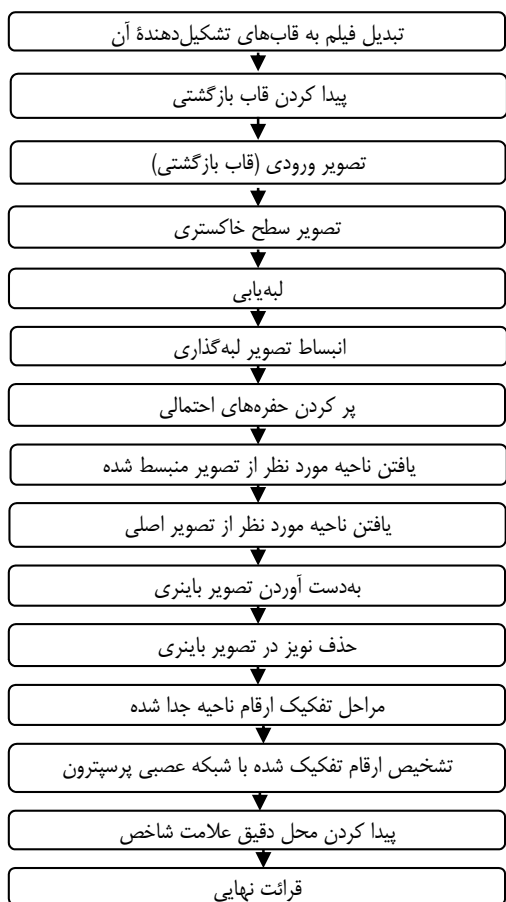 تبدیل فیلم به قاب‌های تشکیل‌دهندهٔ آن
پیدا کردن قاب بازگشتی
تصویر ورودی (قاب بازگشتی)
تصویر سطح خاکستری
لبه‌یابی
انبساط تصویر لبه‌گذاری
پر کردن حفره‌های احتمالی
یافتن ناحیه مورد نظر از تصویر منبسط شده
یافتن ناحیه مورد نظر از تصویر اصلی
به‌دست آوردن تصویر باینری
حذف نویز در تصویر باینری
مراحل تفکیک ارقام ناحیه جدا شده
تشخیص ارقام تفکیک شده با شبکه عصبی پرسپترون
پیدا کردن محل دقیق علامت شاخص
قرائت نهایی